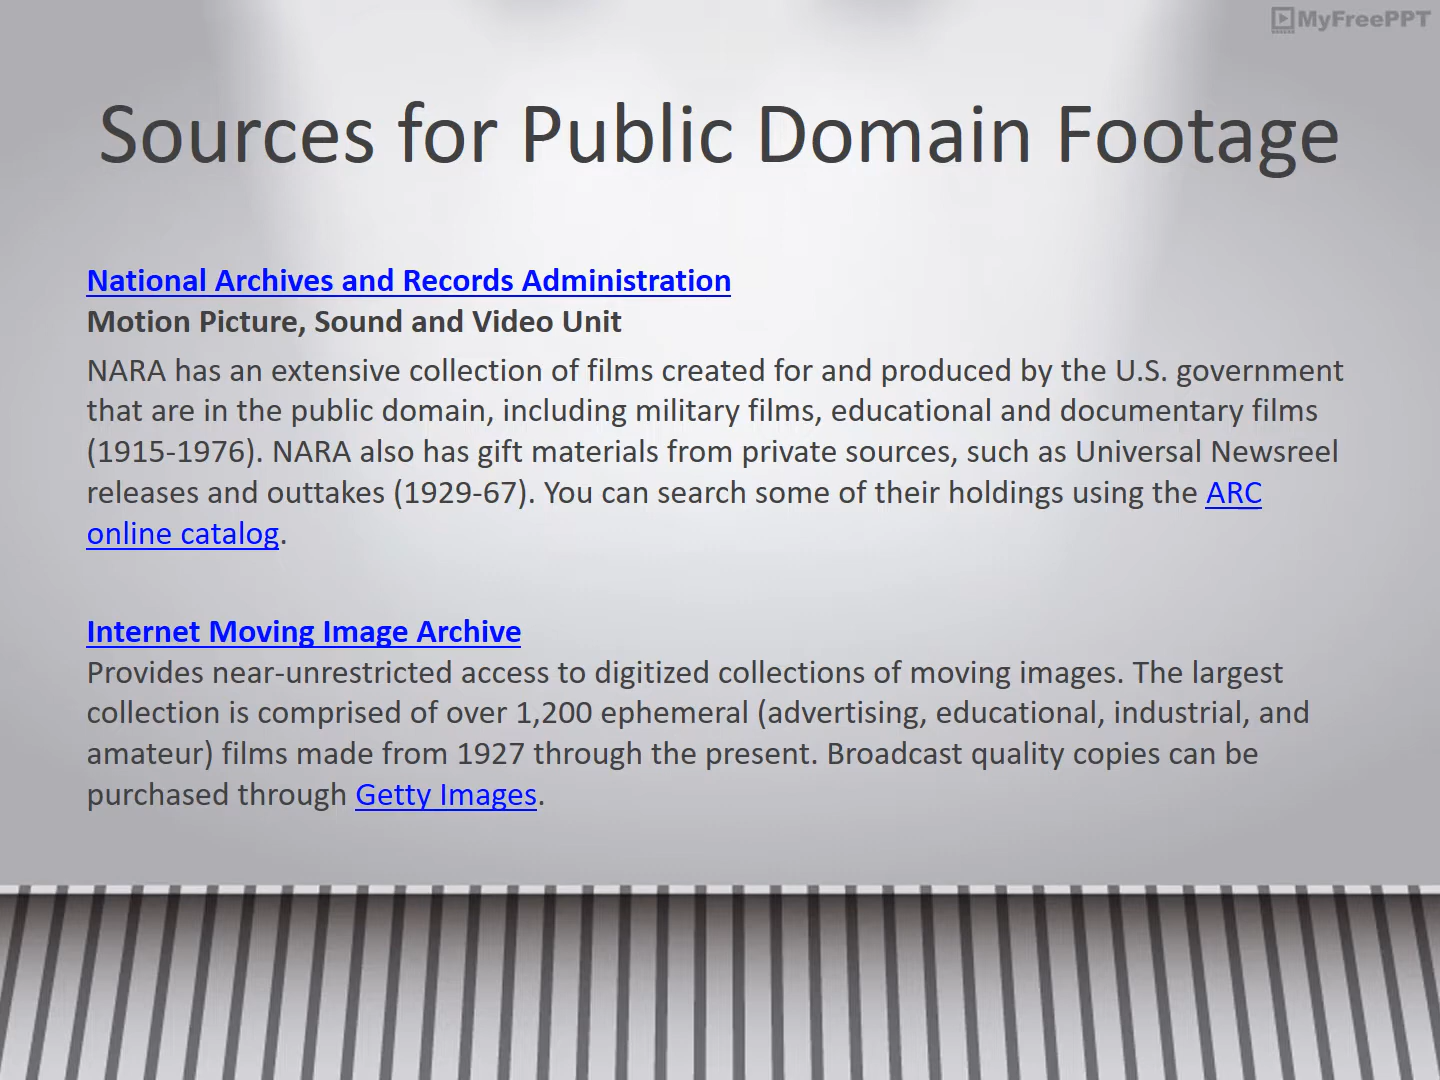 MyFreePPT
Sources for Public Domain Footage
National Archives and Records Administration
Motion Picture, Sound and Video Unit
NARA has an extensive collection of films created for and produced by the U.S. government
that are in the public domain, including military films, educational and documentary films
(1915-1976). NARA also has gift materials from private sources, such as Universal Newsreel
releases and outtakes (1929-67). You can search some of their holdings using the ARC
online catalog.
Internet Moving Image Archive
Provides near-unrestricted access to digitized collections of moving images. The largest
collection is comprised of over 1,200 ephemeral (advertising, educational, industrial, and
amateur) films made from 1927 through the present. Broadcast quality copies can be
purchased through Getty Images.